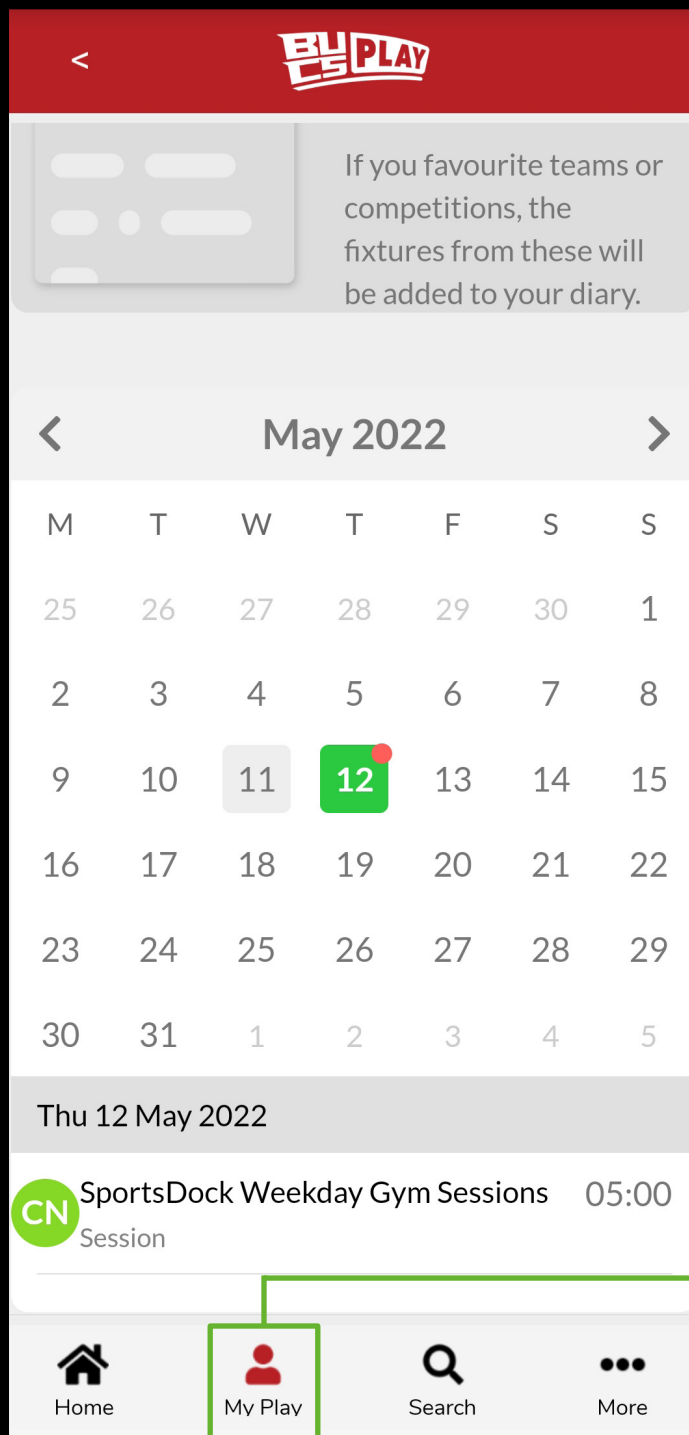 <
BUCS PLAY
If you favourite teams or
competitions, the
fixtures from these will
be added to your diary.
May 2022
M T W T F S S
25 26 27 28 29 30 1
2 3 4 5 6 7 8
9 10 11 12 13 14 15
16 17 18 19 20 21 22
23 24 25 26 27 28 29
30 31 1 2 3 4 5
Thu 12 May 2022
CN SportsDock Weekday Gym Sessions 05:00
Session
Home My Play Search More